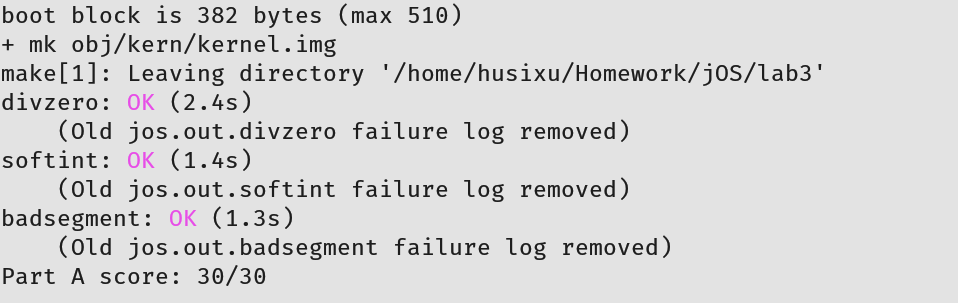 boot block is 382 bytes (max 510)
+ mk obj/kern/kernel.img
make[1]: Leaving directory '/home/husixu/Homework/jOS/lab3'
divzero: OK (2.4s)
    (Old jos.out.divzero failure log removed)
softint: OK (1.4s)
    (Old jos.out.softint failure log removed)
badsegment: OK (1.3s)
    (Old jos.out.badsegment failure log removed)
Part A score: 30/30